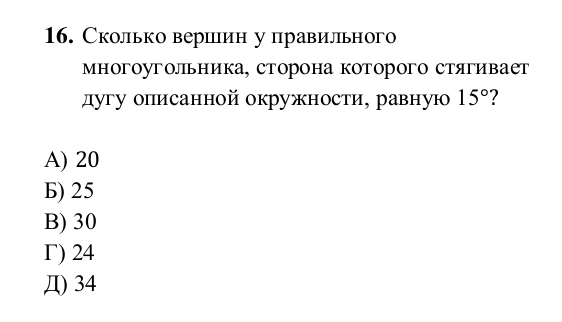 16. Сколько вершин у правильного
многоугольника, сторона которого стягивает
дугу описанной окружности, равную 15°?
А) 20
Б) 25
В) 30
Г) 24
Д) 34